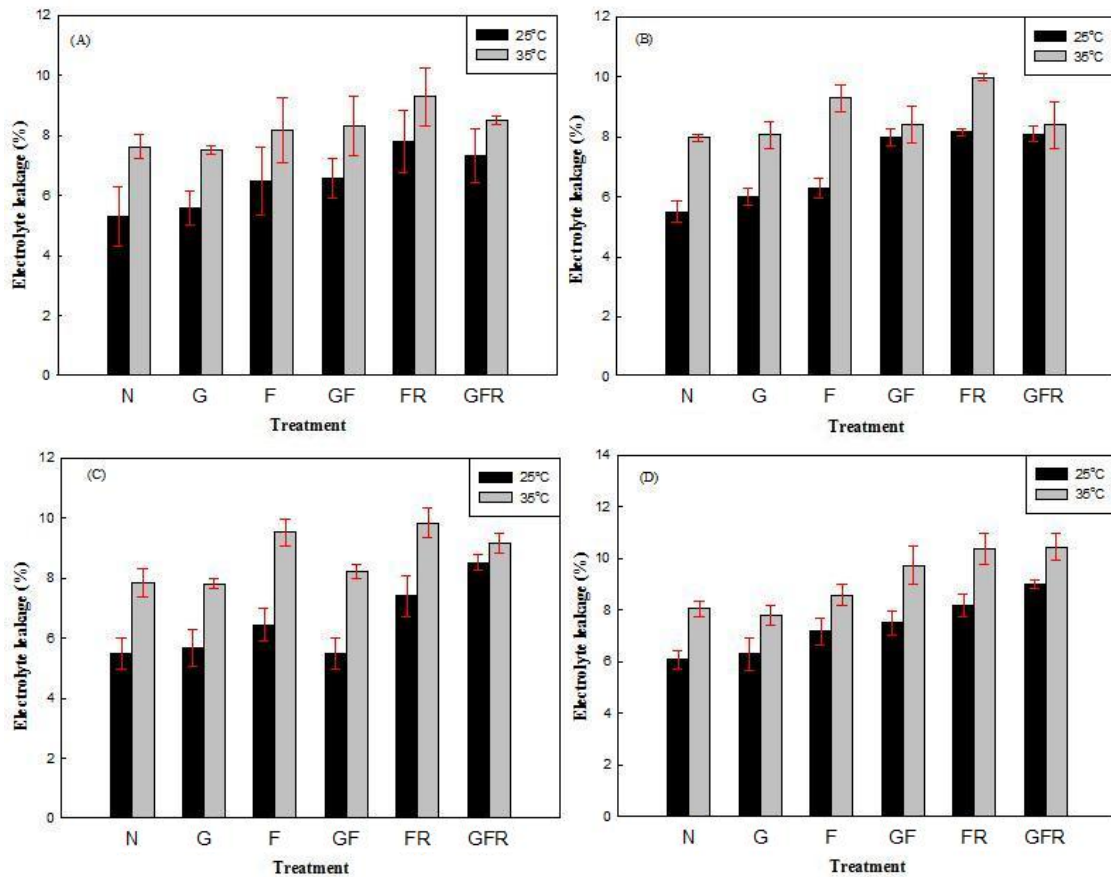 (A)
25°C
35°C
Electrolyte leakage (%)
12
10
8
6
4
2
0
N G F GF FR GFR
Treatment
(B)
25°C
35°C
Electrolyte leakage (%)
12
10
8
6
4
2
0
N G F GF FR GFR
Treatment
(C)
25°C
35°C
Electrolyte leakage (%)
12
10
8
6
4
2
0
N G F GF FR GFR
Treatment
(D)
25°C
35°C
Electrolyte leakage (%)
14
12
10
8
6
4
2
0
N G F GF FR GFR
Treatment